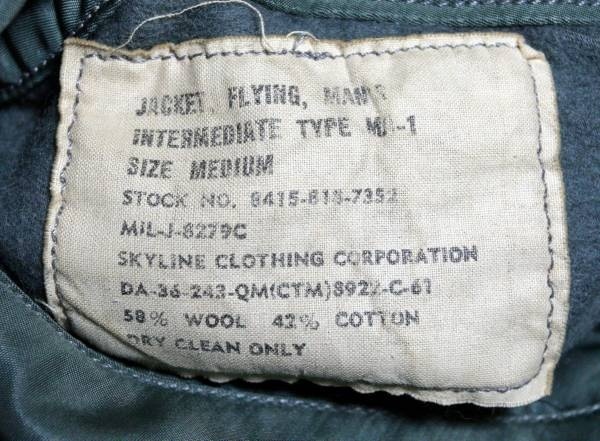 JACKET, FLYING, MAN'S
INTERMEDIATE TYPE MA-1
SIZE MEDIUM
STOCK NO. 8415-818-7352
MIL-J-8279C
SKYLINE CLOTHING CORPORATION
DA-36-243-QM(CTM)8922-C-61
58% WOOL 42% COTTON
DRY CLEAN ONLY